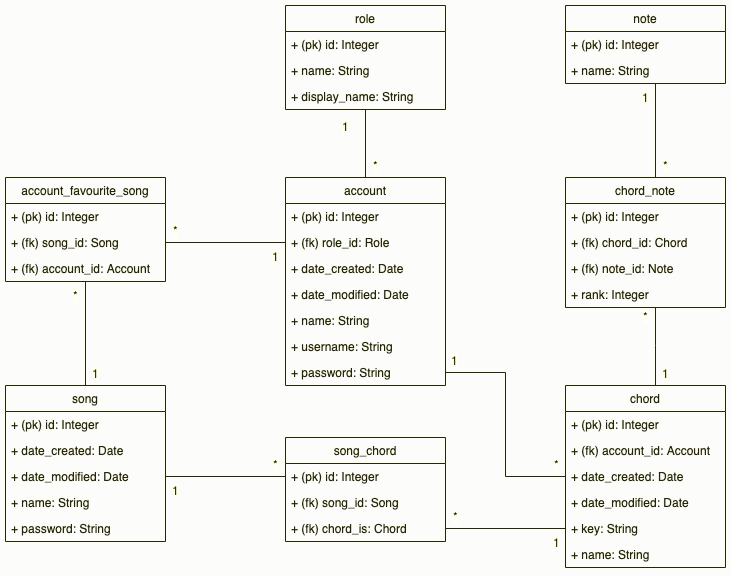 role
+ (pk) id: Integer
+ name: String
+ display_name: String
1
*
note
+ (pk) id: Integer
+ name: String
1
*
account_favourite_song
+ (pk) id: Integer
+ (fk) song_id: Song
+ (fk) account_id: Account
*
1
*
1
account
+ (pk) id: Integer
+ (fk) role_id: Role
+ date_created: Date
+ date_modified: Date
+ name: String
+ username: String
+ password: String
1
*
chord_note
+ (pk) id: Integer
+ (fk) chord_id: Chord
+ (fk) note_id: Note
+ rank: Integer
*
1
song
+ (pk) id: Integer
+ date_created: Date
+ date_modified: Date
+ name: String
+ password: String
1
*
song_chord
+ (pk) id: Integer
+ (fk) song_id: Song
+ (fk) chord_is: Chord
*
1
chord
+ (pk) id: Integer
+ (fk) account_id: Account
+ date_created: Date
+ date_modified: Date
+ key: String
+ name: String